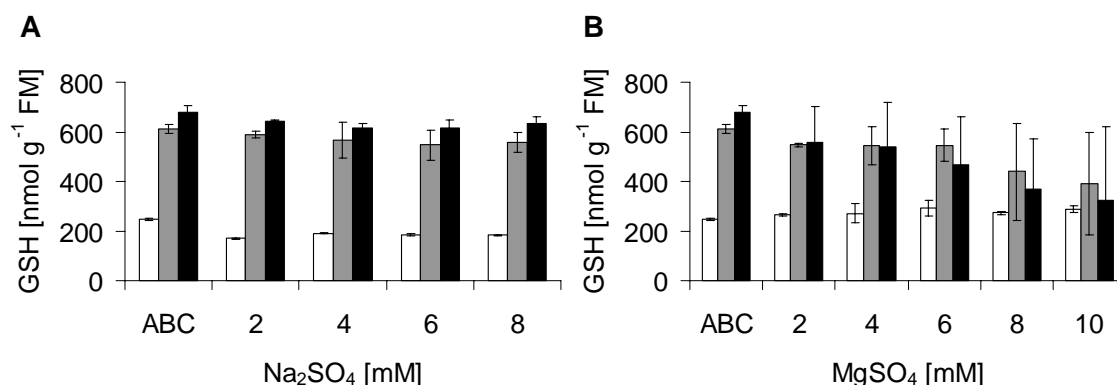 A
GSH [nmol g⁻¹ FM]
800
600
400
200
0
ABC 2 4 6 8
Na₂SO₄ [mM]
B
GSH [nmol g⁻¹ FM]
800
600
400
200
0
ABC 2 4 6 8 10
MgSO₄ [mM]